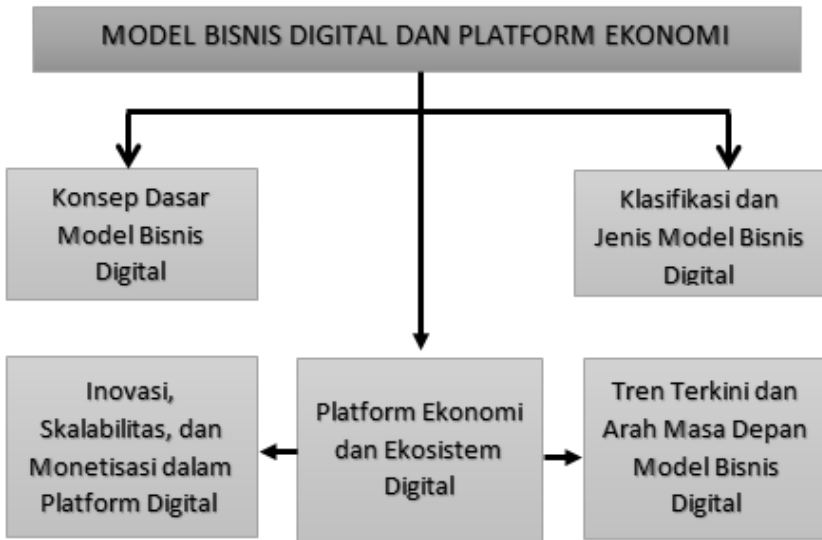 MODEL BISNIS DIGITAL DAN PLATFORM EKONOMI
Konsep Dasar
Model Bisnis
Digital
Klasifikasi dan
Jenis Model Bisnis
Digital
Inovasi,
Skalabilitas, dan
Monetisasi dalam
Platform Digital
Platform Ekonomi
dan Ekosistem
Digital
Tren Terkini dan
Arah Masa Depan
Model Bisnis
Digital